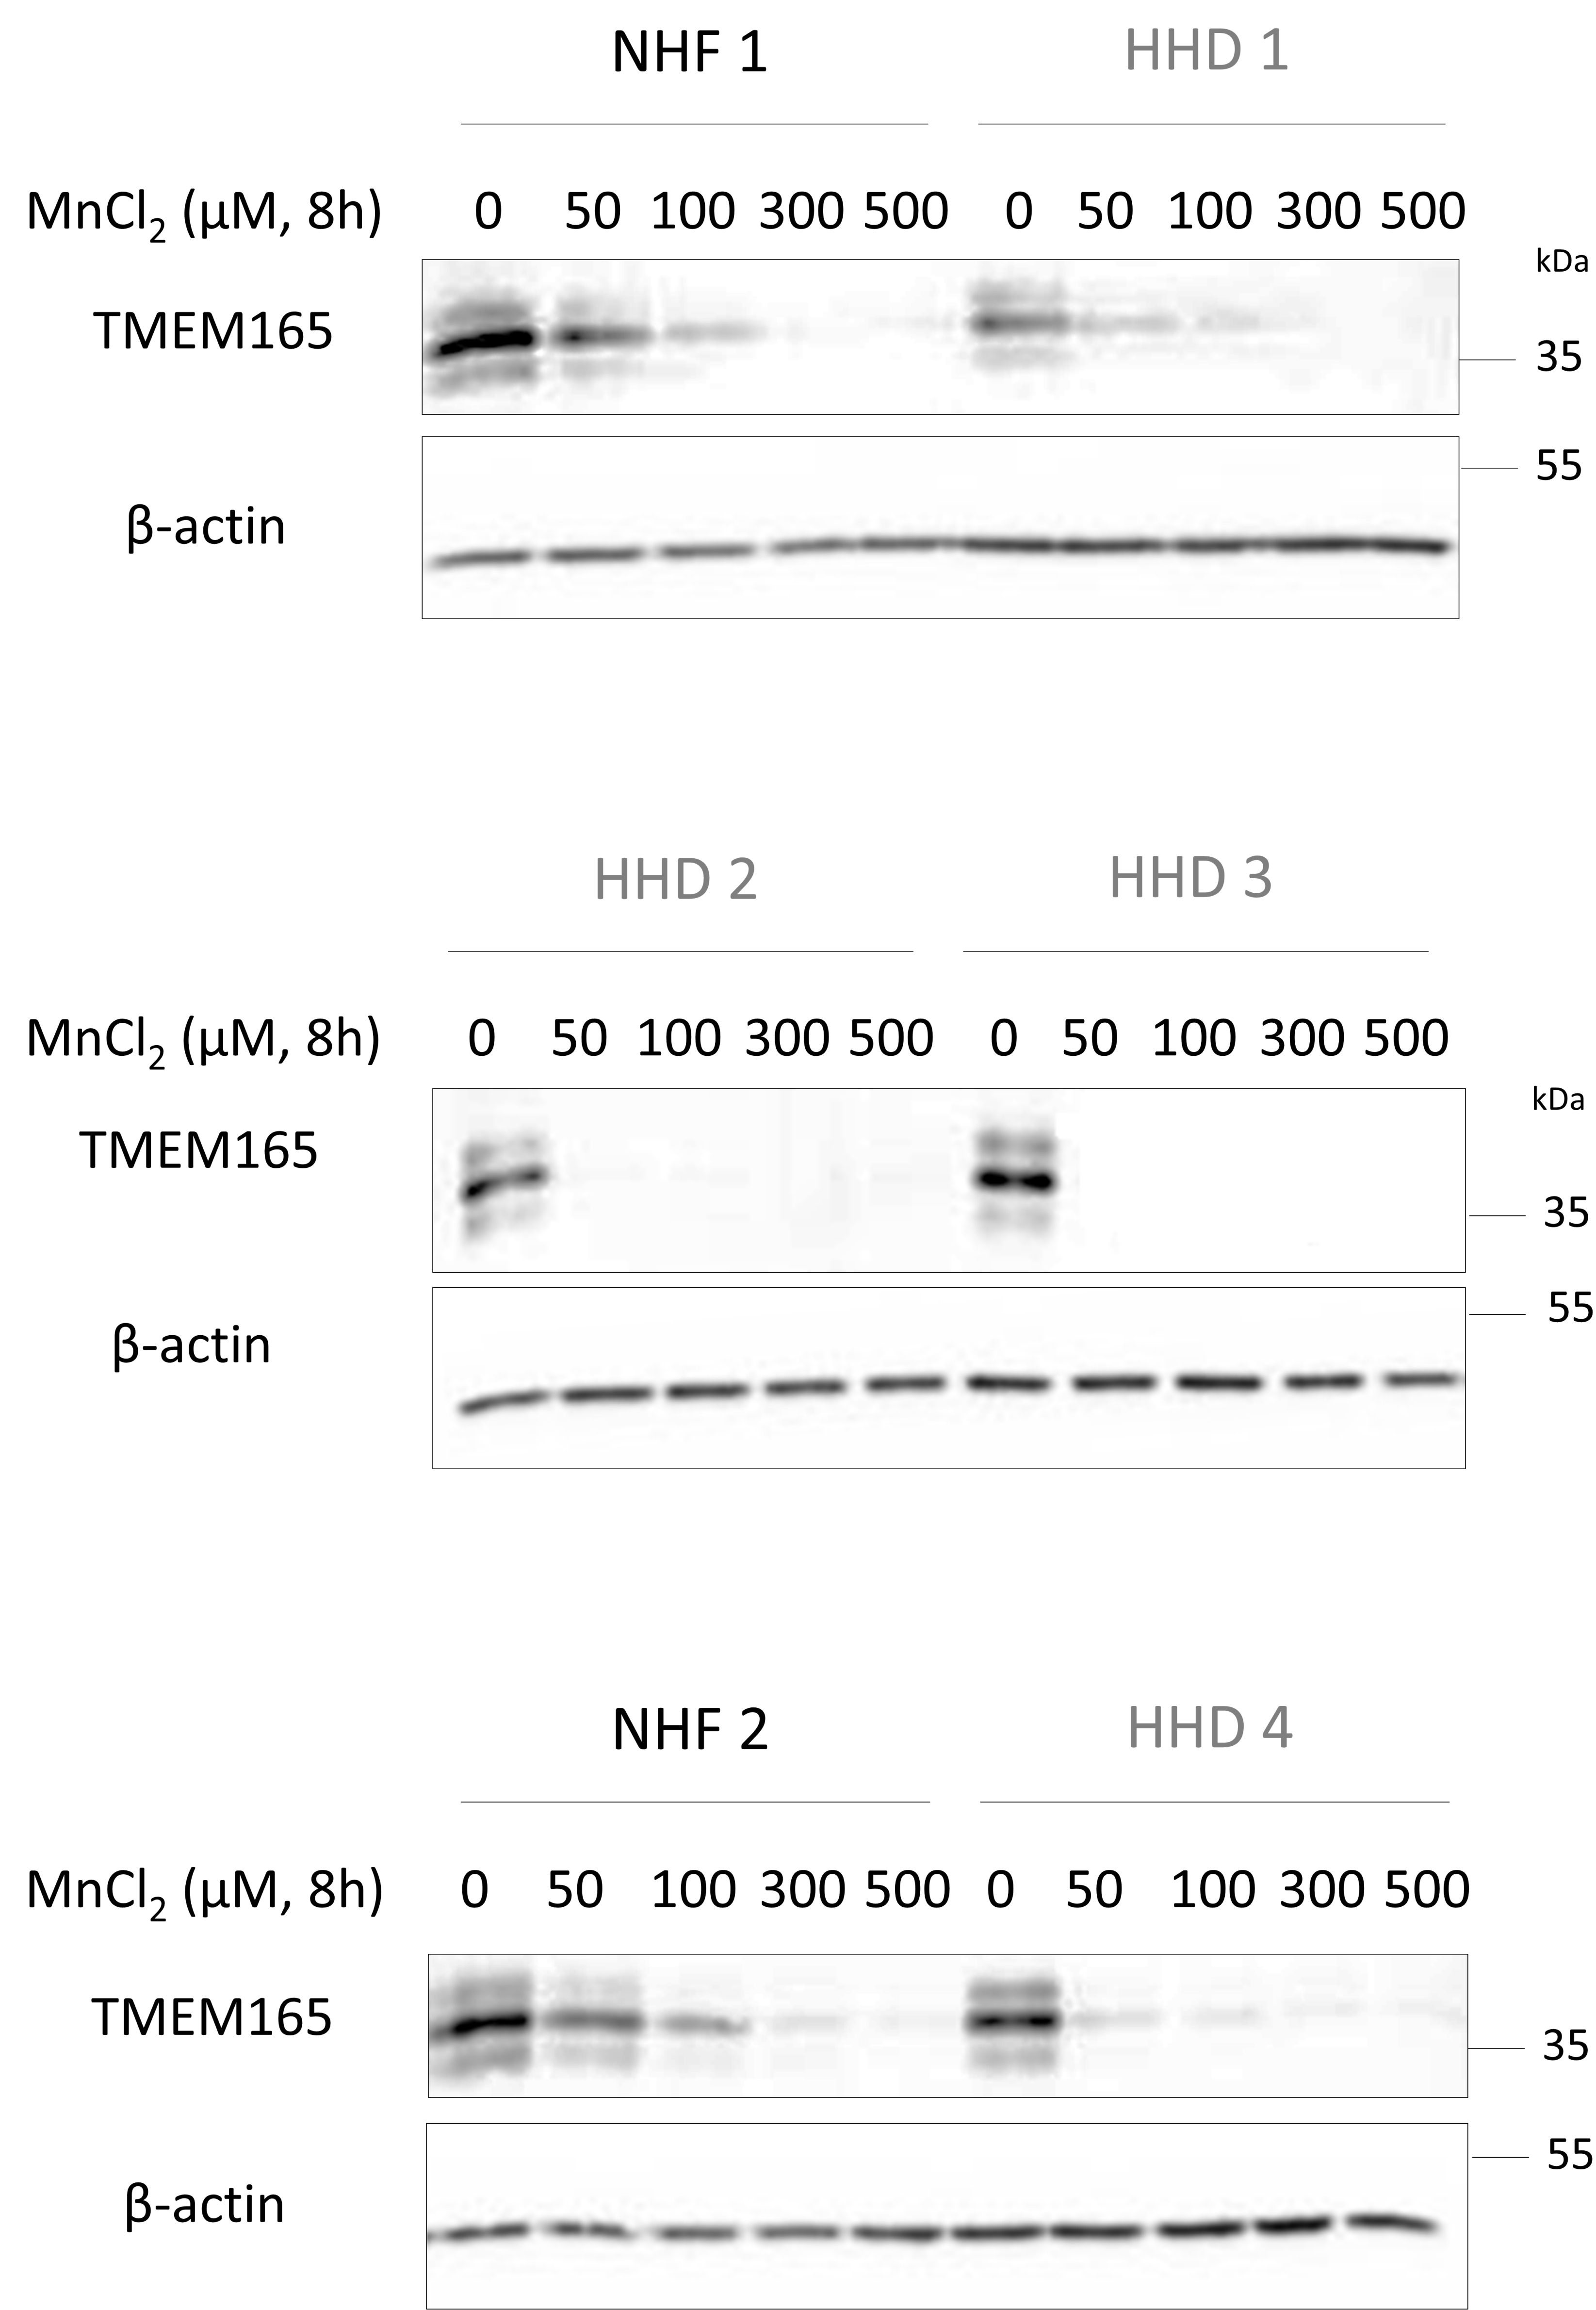 NHF 1 HHD 1
MnCl₂ (µM, 8h) 0 50 100 300 500 0 50 100 300 500
kDa
TMEM165 35
55
β-actin
HHD 2 HHD 3
MnCl₂ (µM, 8h) 0 50 100 300 500 0 50 100 300 500
kDa
TMEM165
35
55
β-actin
NHF 2 HHD 4
MnCl₂ (µM, 8h) 0 50 100 300 500 0 50 100 300 500
TMEM165
35
55
β-actin